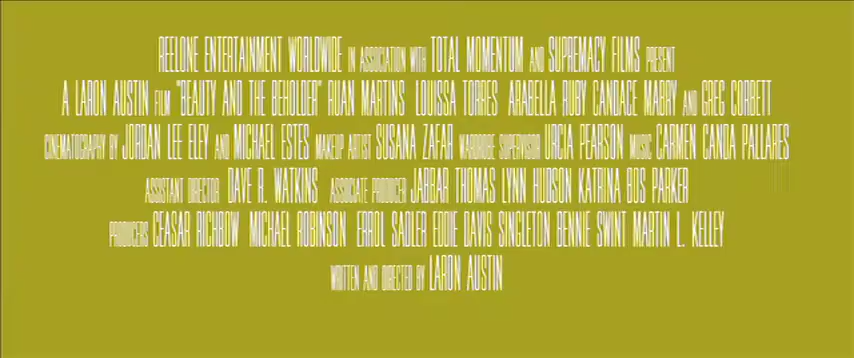 REELONE ENTERTAINMENT WORLDWIDE IN ASSOCIATION WITH TOTAL MOMENTUM AND SUPREMACY FILMS PRESENT
A LARON AUSTIN FILM "BEAUTY AND THE BEHOLDER" RUAN MARTINS LOUISSA TORRES ARABELLA RUBY CANDACE MABRY AND GREG CORBETT
CINEMATOGRAPHY BY JORDAN LEE ELEY AND MICHAEL ESTES MAKEUP ARTIST SUSANA ZAFAR WARDROBE SUPERVISOR URCIA PEARSON MUSIC CARMEN CANDA PALLARES
ASSISTANT DIRECTOR DAVE R. WATKINS ASSOCIATE PRODUCER JABBAR THOMAS LYNN HUDSON KATRINA BOS PARKER
PRODUCERS CEASAR RICHBOW MICHAEL ROBINSON ERROL SADLER EDDIE DAVIS SINGLETON BENNIE SWINT MARTIN L. KELLEY
WRITTEN AND DIRECTED BY LARON AUSTIN